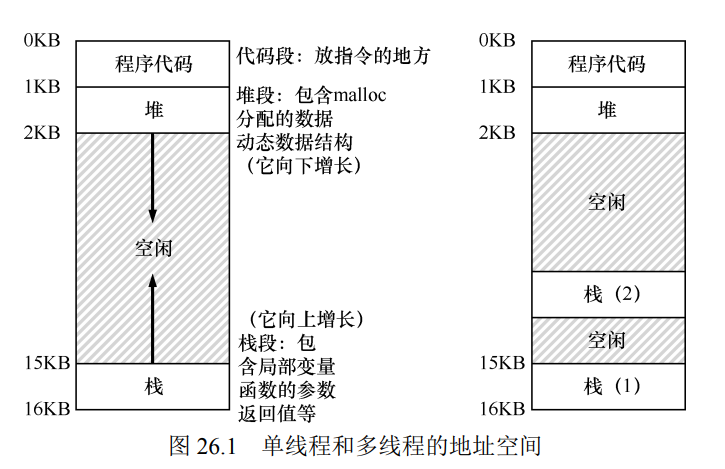 0KB
程序代码
代码段：放指令的地方
1KB
堆
堆段：包含malloc
分配的数据
2KB
动态数据结构
（它向下增长）
空闲
（它向上增长）
栈段：包
15KB
含局部变量
栈
函数的参数
16KB
返回值等
0KB
程序代码
1KB
堆
2KB
空闲
栈（2）
空闲
15KB
栈（1）
16KB
图 26.1 单线程和多线程的地址空间